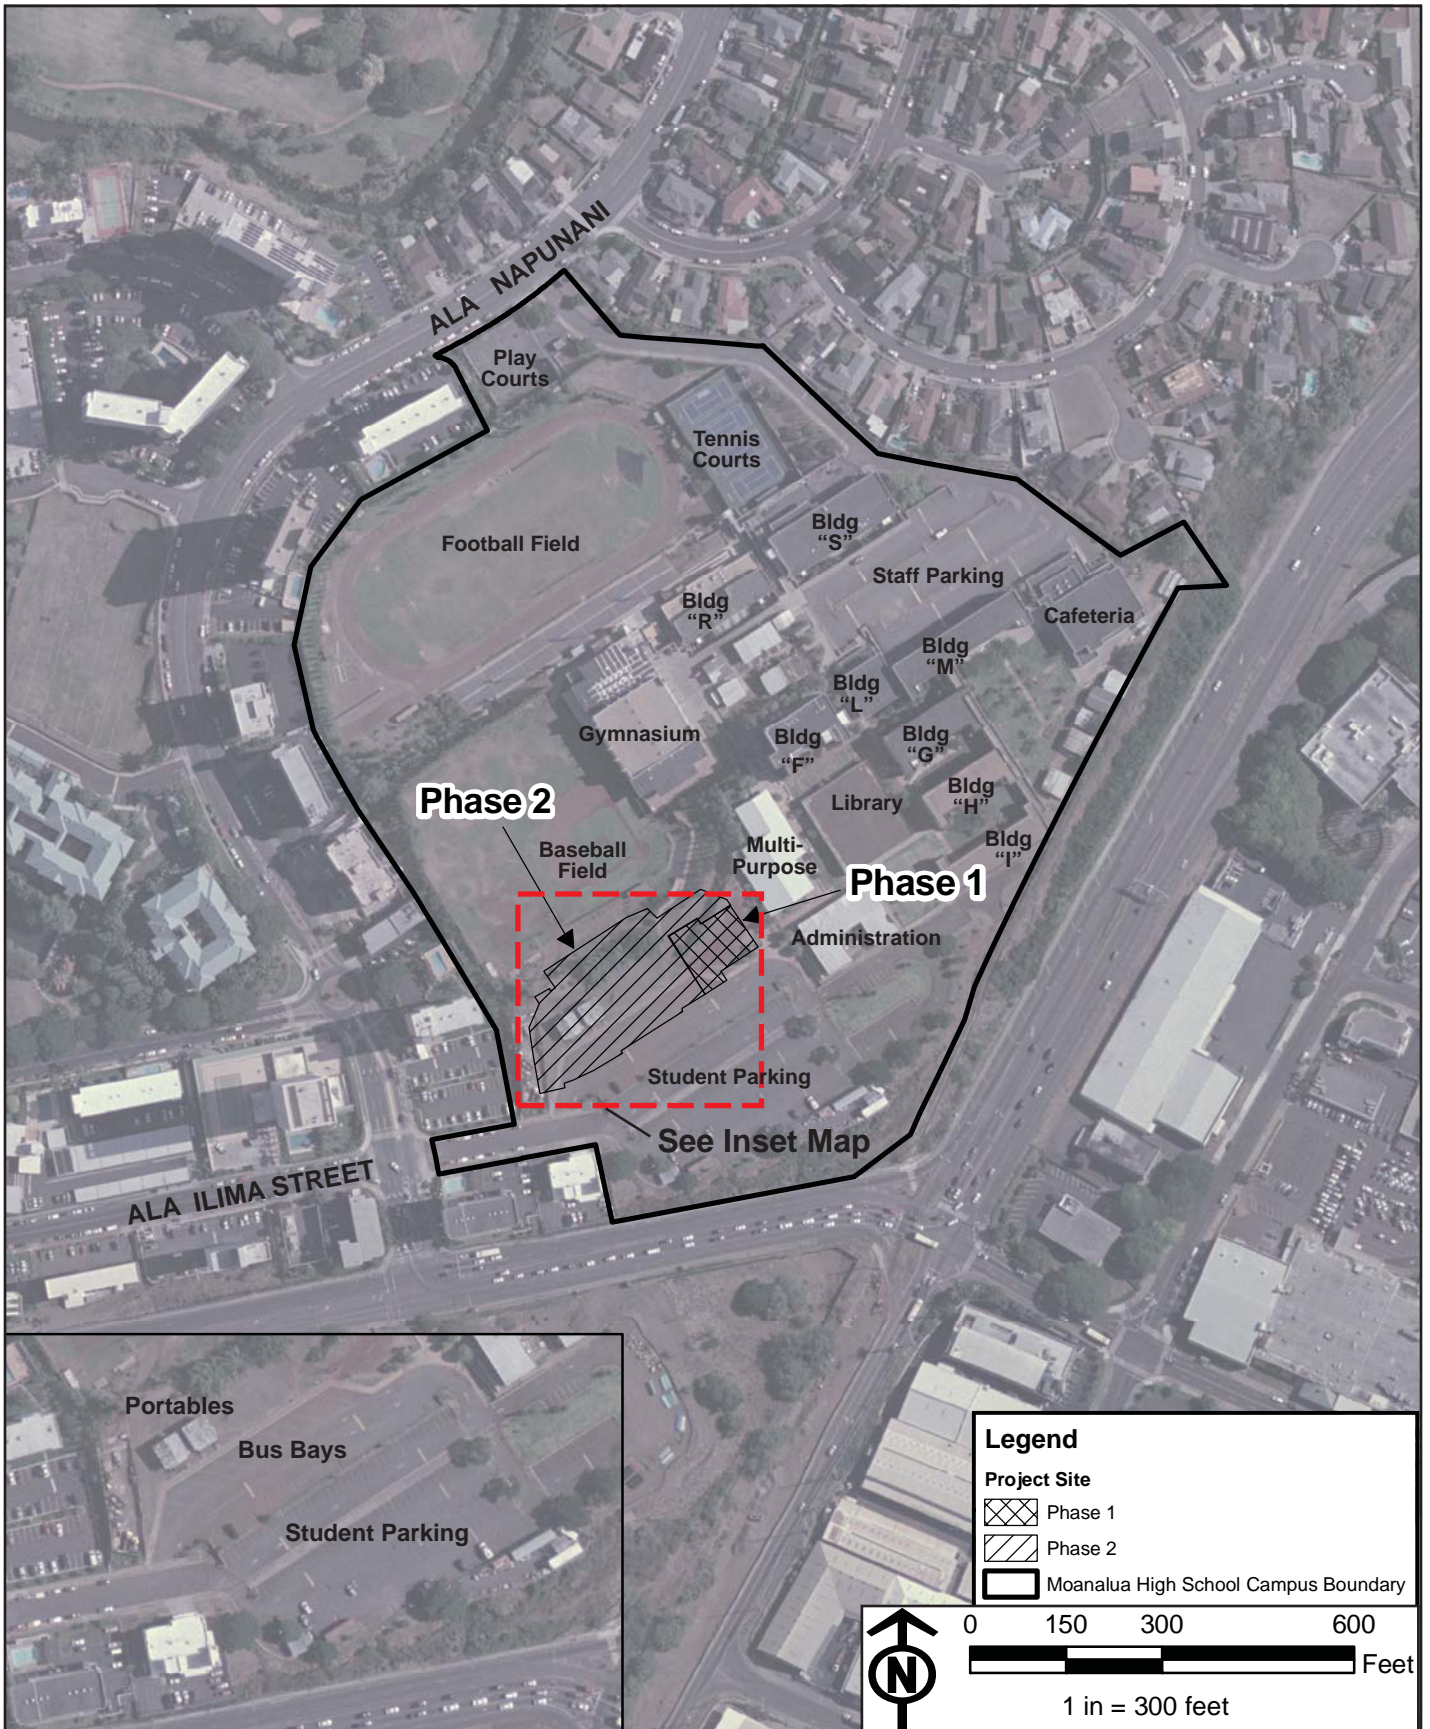 ALA NAPUNANI
Play
Courts
Tennis
Courts
Football Field
Bldg
“S”
Staff Parking
Bldg
“R”
Cafeteria
Bldg
“M”
Bldg
“L”
Gymnasium
Bldg
“F”
Bldg
“G”
Phase 2
Library
Bldg
“H”
Baseball
Field
Multi-
Purpose
Bldg
“I”
Phase 1
Administration
Student Parking
See Inset Map
ALA ILIMA STREET
Portables
Bus Bays
Student Parking
Legend
Project Site
Phase 1
Phase 2
Moanalua High School Campus Boundary
0 150 300 600
Feet
N
1 in = 300 feet